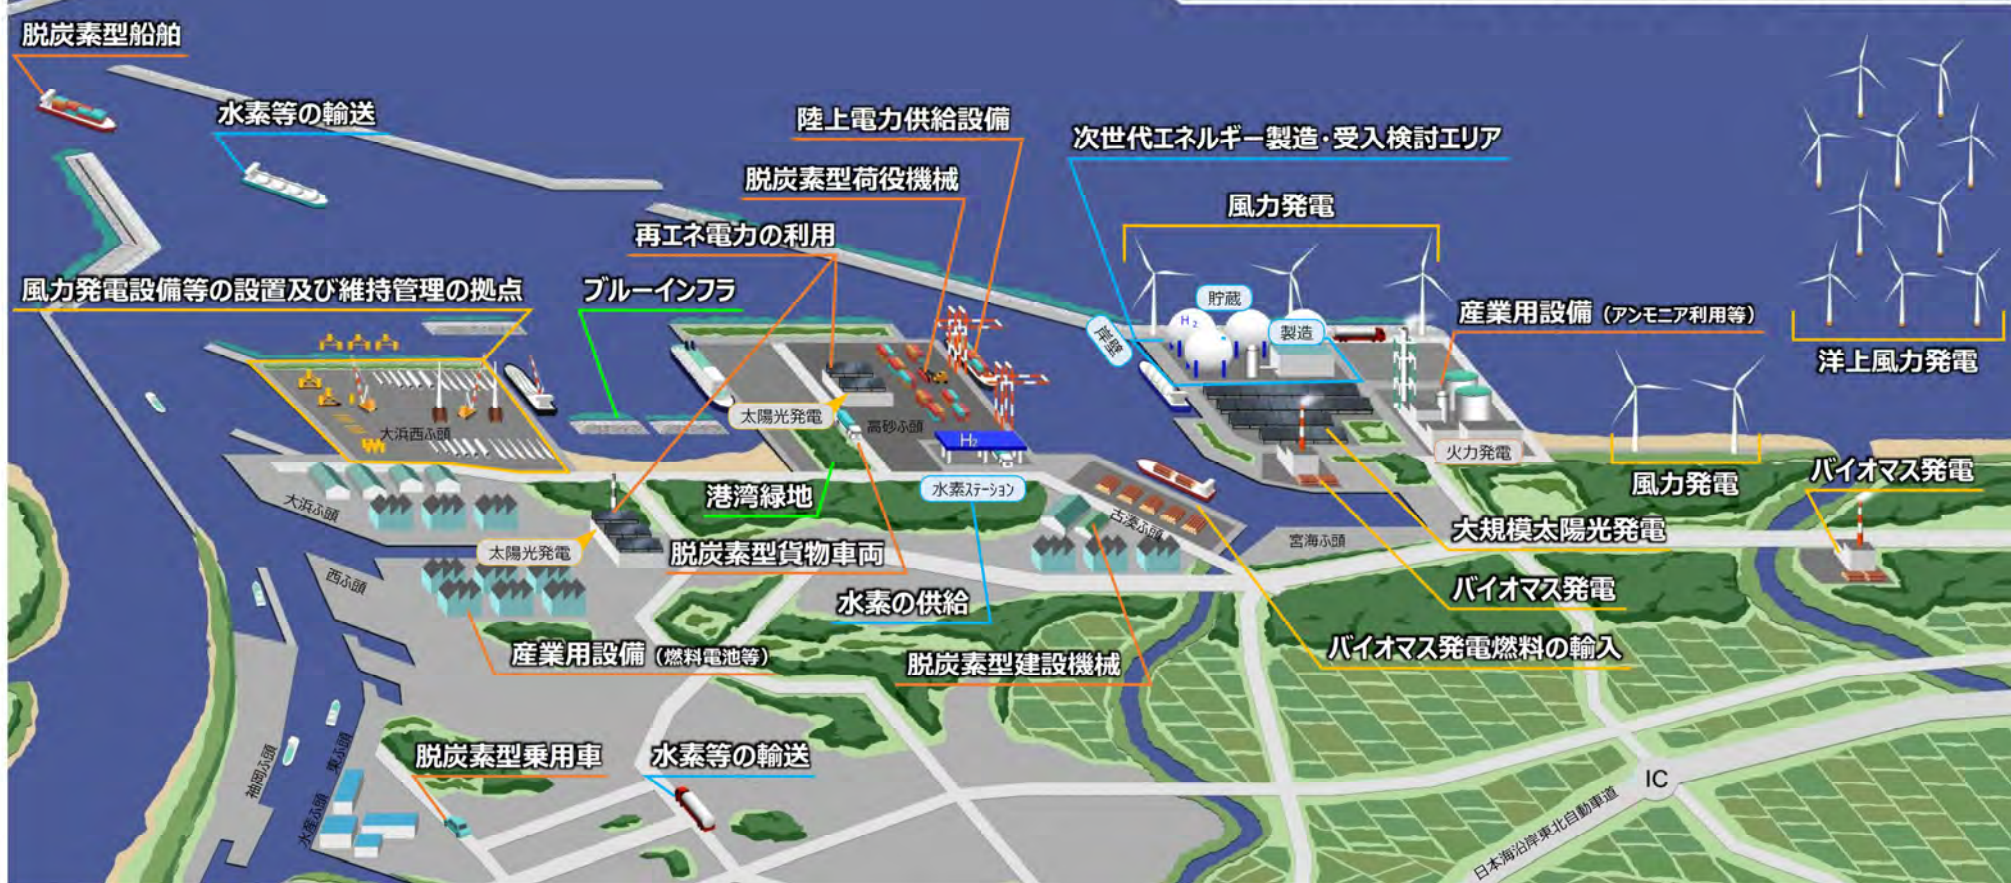 脱炭素型船舶
水素等の輸送
陸上電力供給設備
次世代エネルギー製造・受入検討エリア
脱炭素型荷役機械
風力発電
再エネ電力の利用
風力発電設備等の設置及び維持管理の拠点
ブルーインフラ
貯蔵
H₂
製造
岸壁
産業用設備（アンモニア利用等）
洋上風力発電
太陽光発電
高砂ふ頭
大浜西ふ頭
H₂
火力発電
風力発電
バイオマス発電
港湾緑地
水素ステーション
大浜ふ頭
古湊ふ頭
宮海ふ頭
大規模太陽光発電
太陽光発電
脱炭素型貨物車両
西ふ頭
水素の供給
バイオマス発電
産業用設備（燃料電池等）
脱炭素型建設機械
バイオマス発電燃料の輸入
脱炭素型乗用車
水素等の輸送
袖岡ふ頭
東ふ頭
水産ふ頭
IC
日本海沿岸東北自動車道